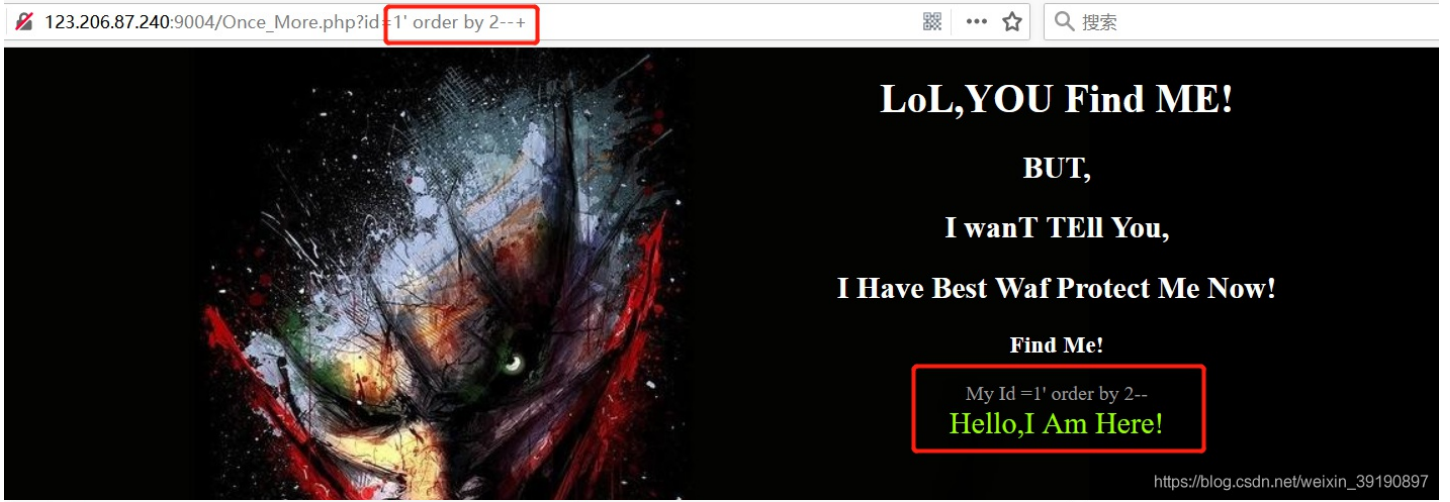 123.206.87.240:9004/Once_More.php?id=1' order by 2--+
搜索
LoL,YOU Find ME!
BUT,
I wanT TEll You,
I Have Best Waf Protect Me Now!
Find Me!
My Id =1' order by 2--
Hello,I Am Here!
https://blog.csdn.net/weixin_39190897